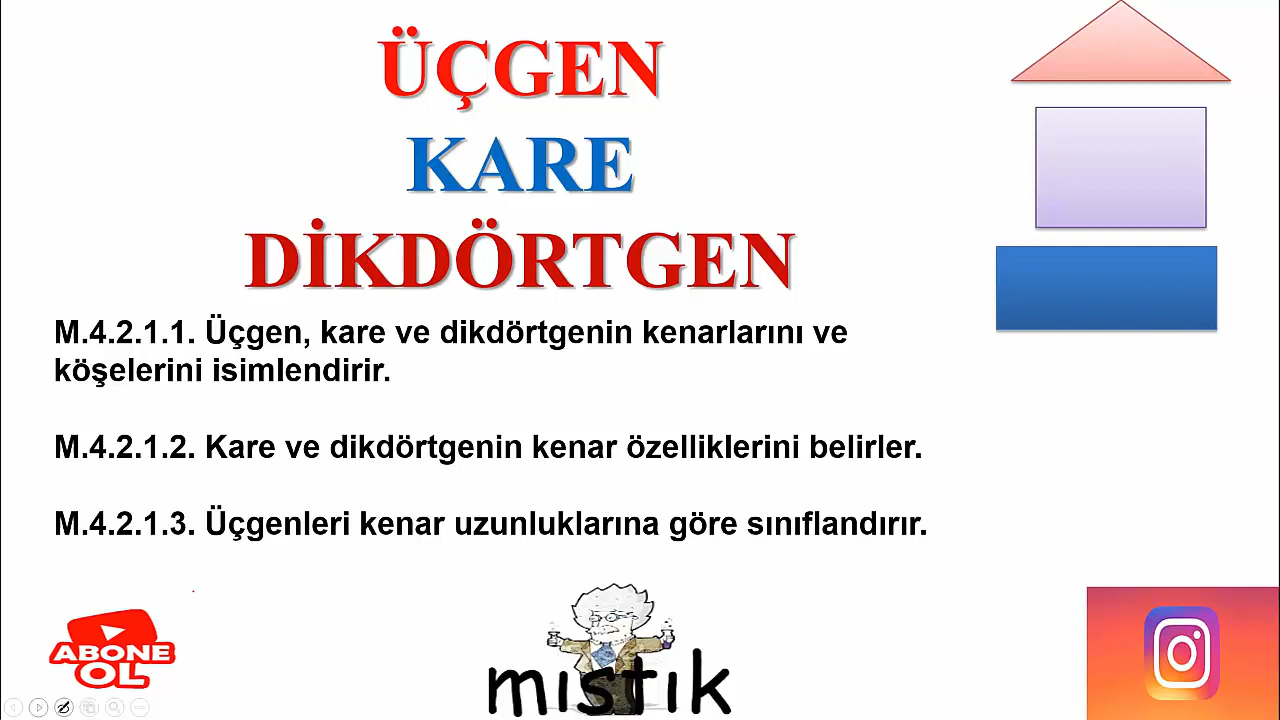 ÜÇGEN
KARE
DİKDÖRTGEN
M.4.2.1.1. Üçgen, kare ve dikdörtgenin kenarlarını ve
köşelerini isimlendirir.
M.4.2.1.2. Kare ve dikdörtgenin kenar özelliklerini belirler.
M.4.2.1.3. Üçgenleri kenar uzunluklarına göre sınıflandırır.
ABONE
OL
mıstık